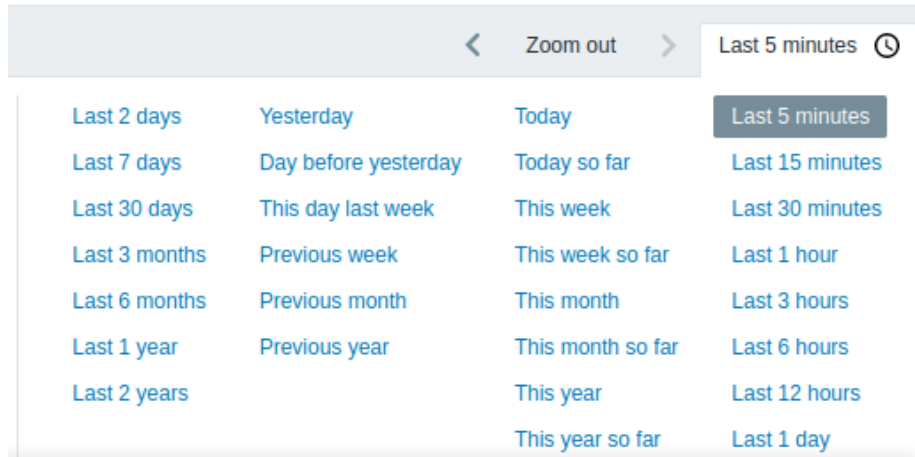 Zoom out
Last 5 minutes
Last 2 days
Yesterday
Today
Last 5 minutes
Last 7 days
Day before yesterday
Today so far
Last 15 minutes
Last 30 days
This day last week
This week
Last 30 minutes
Last 3 months
Previous week
This week so far
Last 1 hour
Last 6 months
Previous month
This month
Last 3 hours
Last 1 year
Previous year
This month so far
Last 6 hours
Last 2 years
This year
Last 12 hours
This year so far
Last 1 day